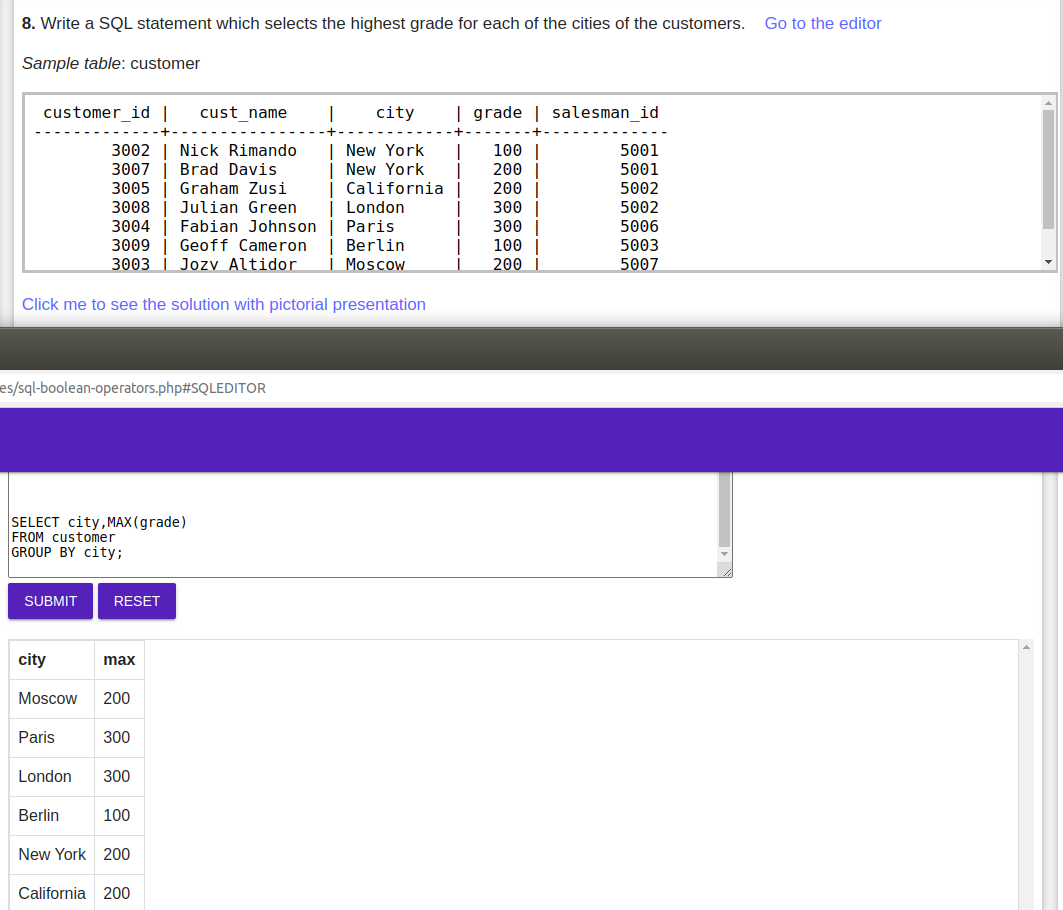 8. Write a SQL statement which selects the highest grade for each of the cities of the customers. Go to the editor
Sample table: customer
customer_id | cust_name | city | grade | salesman_id
-------------+----------------+------------+-------+-------------
3002 | Nick Rimando | New York | 100 | 5001
3007 | Brad Davis | New York | 200 | 5001
3005 | Graham Zusi | California | 200 | 5002
3008 | Julian Green | London | 300 | 5002
3004 | Fabian Johnson | Paris | 300 | 5006
3009 | Geoff Cameron | Berlin | 100 | 5003
3003 | Jozy Altidor | Moscow | 200 | 5007
Click me to see the solution with pictorial presentation
es/sql-boolean-operators.php#SQLEDITOR
SELECT city,MAX(grade)
FROM customer
GROUP BY city;
SUBMIT RESET
city max
Moscow 200
Paris 300
London 300
Berlin 100
New York 200
California 200